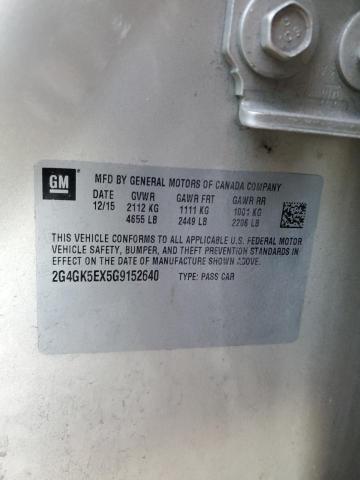 GM
MFD BY GENERAL MOTORS OF CANADA COMPANY
DATE GVWR GAWR FRT GAWR RR
12/15 2112 KG 1111 KG 1001 KG
4655 LB 2449 LB 2206 LB
THIS VEHICLE CONFORMS TO ALL APPLICABLE U.S. FEDERAL MOTOR
VEHICLE SAFETY, BUMPER, AND THEFT PREVENTION STANDARDS IN
EFFECT ON THE DATE OF MANUFACTURE SHOWN ABOVE.
2G4GK5EX5G9152640 TYPE: PASS CAR